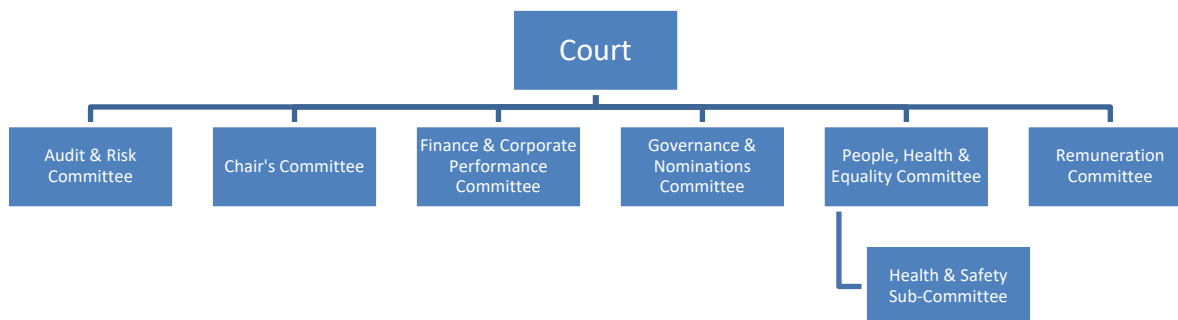 Court
Audit & Risk
Committee
Chair's Committee
Finance & Corporate
Performance
Committee
Governance &
Nominations
Committee
People, Health &
Equality Committee
Remuneration
Committee
Health & Safety
Sub-Committee